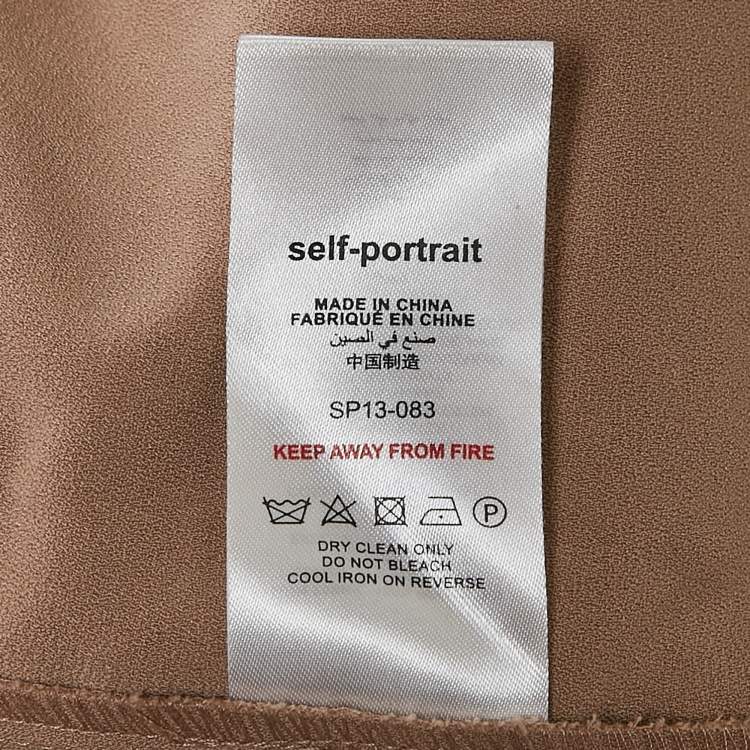 self-portrait
MADE IN CHINA
FABRIQUÉ EN CHINE
صنع في الصين
中国制造
SP13-083
KEEP AWAY FROM FIRE
P
DRY CLEAN ONLY
DO NOT BLEACH
COOL IRON ON REVERSE